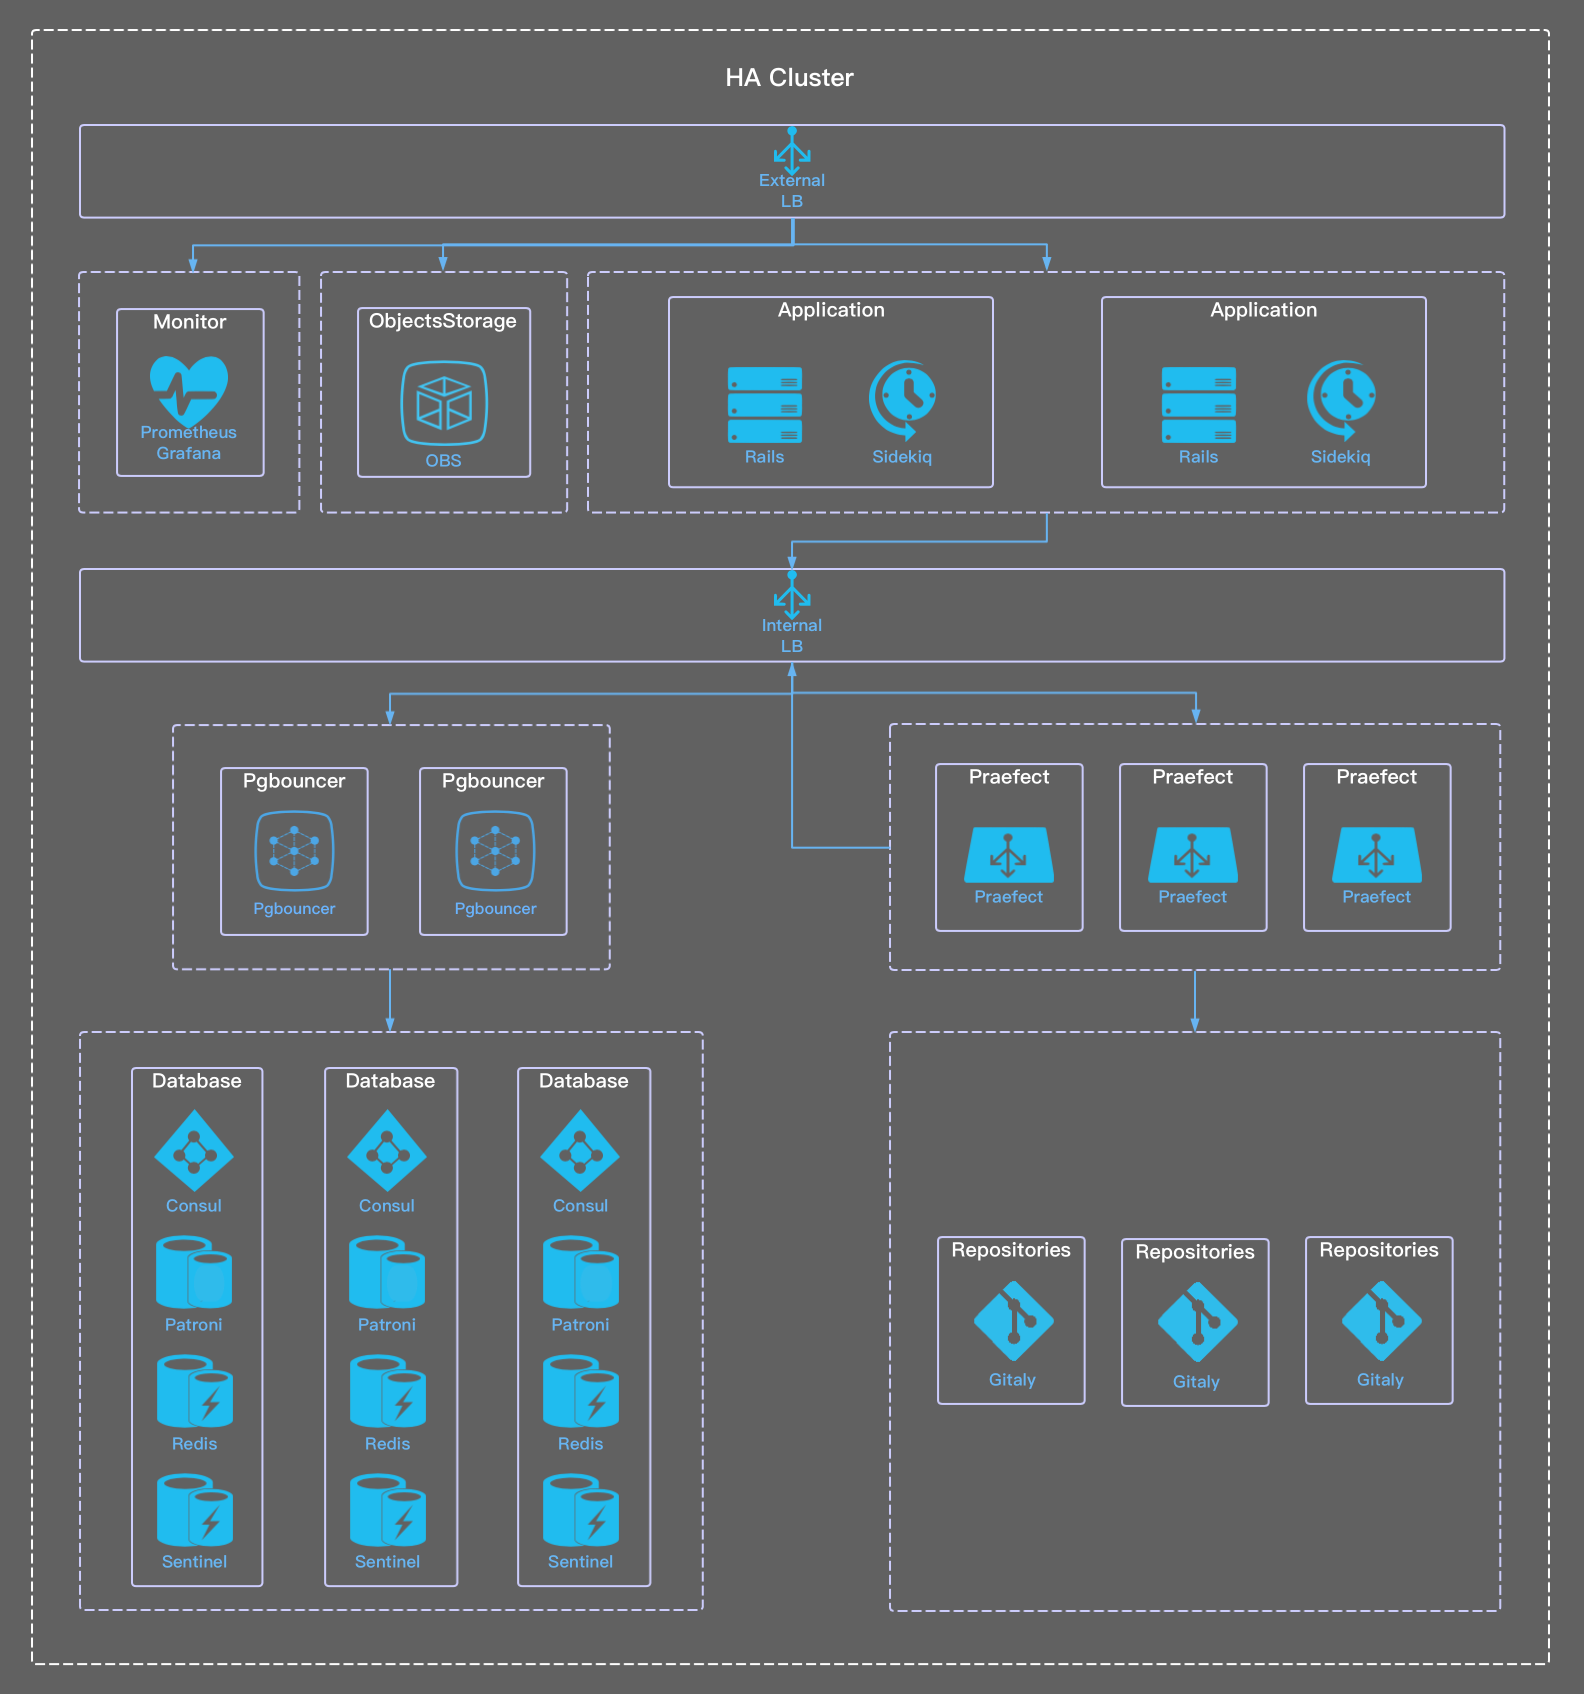 HA Cluster
External
LB
Monitor
Prometheus
Grafana
ObjectsStorage
OBS
Application
Rails
Sidekiq
Application
Rails
Sidekiq
Internal
LB
Pgbouncer
Pgbouncer
Pgbouncer
Pgbouncer
Praefect
Praefect
Praefect
Praefect
Praefect
Praefect
Database
Consul
Patroni
Redis
Sentinel
Database
Consul
Patroni
Redis
Sentinel
Database
Consul
Patroni
Redis
Sentinel
Repositories
Gitaly
Repositories
Gitaly
Repositories
Gitaly